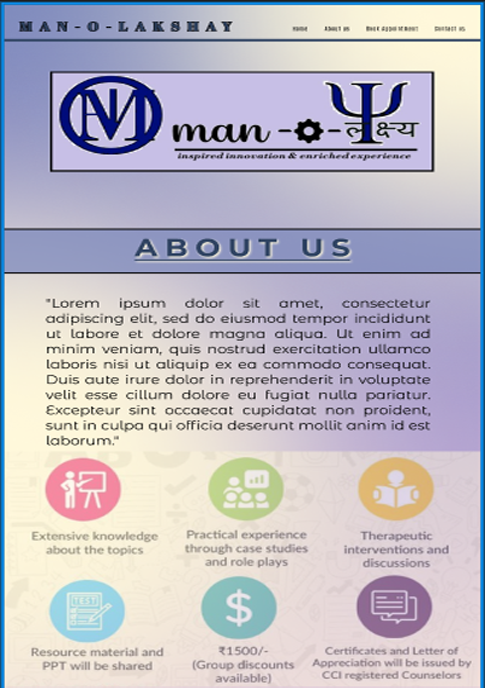 MAN-O-LAKSHAY
Home About us Book Appointment Contact us
man -o- लक्ष्य
inspired innovation & enriched experience
ABOUT US
"Lorem ipsum dolor sit amet, consectetur
adipiscing elit, sed do eiusmod tempor incididunt
ut labore et dolore magna aliqua. Ut enim ad
minim veniam, quis nostrud exercitation ullamco
laboris nisi ut aliquip ex ea commodo consequat.
Duis aute irure dolor in reprehenderit in voluptate
velit esse cillum dolore eu fugiat nulla pariatur.
Excepteur sint occaecat cupidatat non proident,
sunt in culpa qui officia deserunt mollit anim id est
laborum."
Extensive knowledge
about the topics
Practical experience
through case studies
and role plays
Therapeutic
interventions and
discussions
TEST
Resource material and
PPT will be shared
$
₹1500/-
(Group discounts
available)
Certificates and Letter of
Appreciation will be issued by
CCI registered Counselors